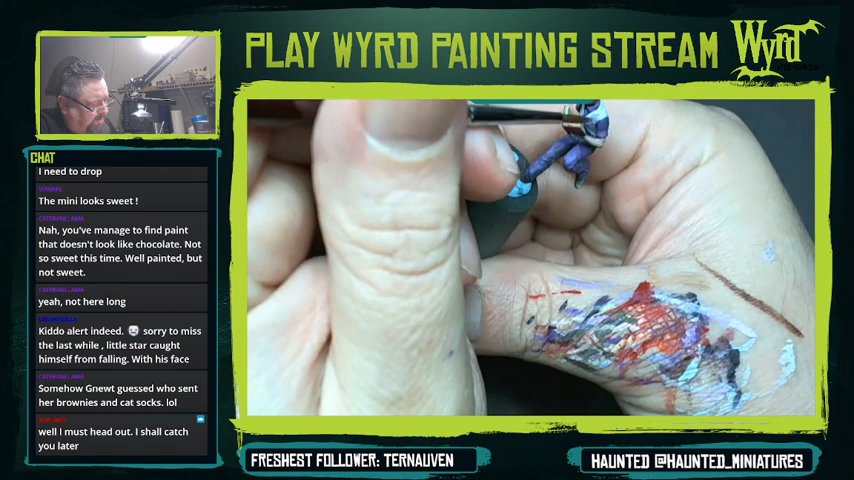 PLAY WYRD PAINTING STREAM
Wyrd
CHAT
I need to drop
The mini looks sweet !
CATERANLLAMA
Nah, you've manage to find paint
that doesn't look like chocolate. Not
so sweet this time. Well painted, but
not sweet.
CATERANLLAMA
yeah, not here long
Kiddo alert indeed. sorry to miss
the last while , little star caught
himself from falling. With his face
CATERANLLAMA
Somehow Gnewt guessed who sent
her brownies and cat socks. lol
well I must head out. I shall catch
you later
FRESHEST FOLLOWER: TERNAUVEN
HAUNTED @HAUNTED_MINIATURES